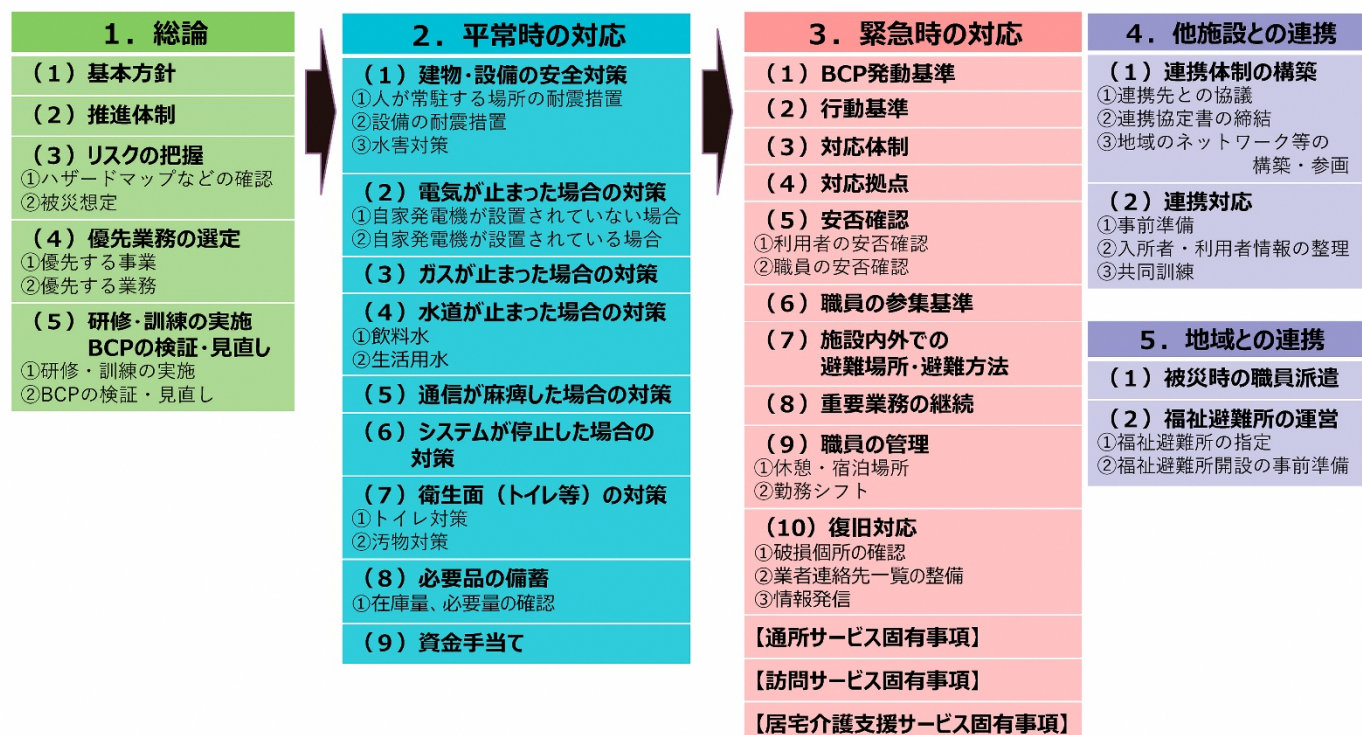 1．総論
（1）基本方針
（2）推進体制
（3）リスクの把握
①ハザードマップなどの確認
②被災想定
（4）優先業務の選定
①優先する事業
②優先する業務
（5）研修・訓練の実施
BCPの検証・見直し
①研修・訓練の実施
②BCPの検証・見直し
2．平常時の対応
（1）建物・設備の安全対策
①人が常駐する場所の耐震措置
②設備の耐震措置
③水害対策
（2）電気が止まった場合の対策
①自家発電機が設置されていない場合
②自家発電機が設置されている場合
（3）ガスが止まった場合の対策
（4）水道が止まった場合の対策
①飲料水
②生活用水
（5）通信が麻痺した場合の対策
（6）システムが停止した場合の
対策
（7）衛生面（トイレ等）の対策
①トイレ対策
②汚物対策
（8）必要品の備蓄
①在庫量、必要量の確認
（9）資金手当て
3．緊急時の対応
（1）BCP発動基準
（2）行動基準
（3）対応体制
（4）対応拠点
（5）安否確認
①利用者の安否確認
②職員の安否確認
（6）職員の参集基準
（7）施設内外での
避難場所・避難方法
（8）重要業務の継続
（9）職員の管理
①休憩・宿泊場所
②勤務シフト
（10）復旧対応
①破損個所の確認
②業者連絡先一覧の整備
③情報発信
【通所サービス固有事項】
【訪問サービス固有事項】
【居宅介護支援サービス固有事項】
4．他施設との連携
（1）連携体制の構築
①連携先との協議
②連携協定書の締結
③地域のネットワーク等の
構築・参画
（2）連携対応
①事前準備
②入所者・利用者情報の整理
③共同訓練
5．地域との連携
（1）被災時の職員派遣
（2）福祉避難所の運営
①福祉避難所の指定
②福祉避難所開設の事前準備